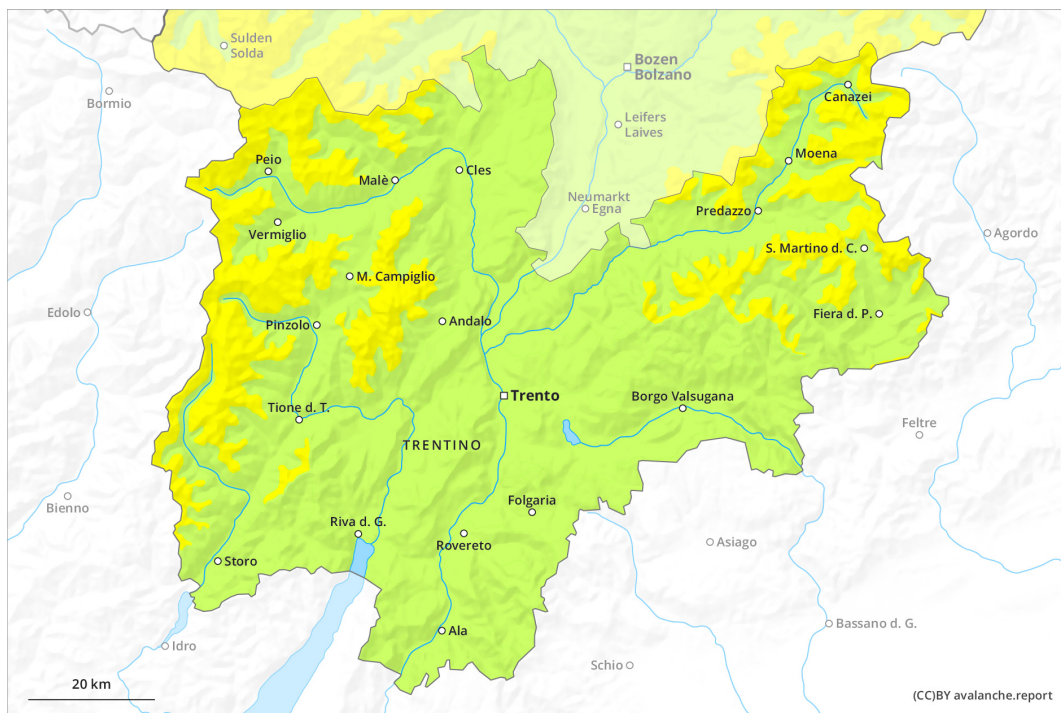 Sulden
Solda
Bozen
Bolzano
Bormio
Canazei
Leifers
Laives
Moena
Peio
Malè
Cles
Neumarkt
Egna
Predazzo
Vermiglio
Agordo
S. Martino d. C.
M. Campiglio
Edolo
Fiera d. P.
Pinzolo
Andalo
Trento
Borgo Valsugana
Tione d. T.
Feltre
TRENTINO
Bienno
Folgaria
Riva d. G.
Rovereto
Asiago
Storo
Bassano d. G.
Ala
Idro
Schio
20 km
(CC)BY avalanche.report